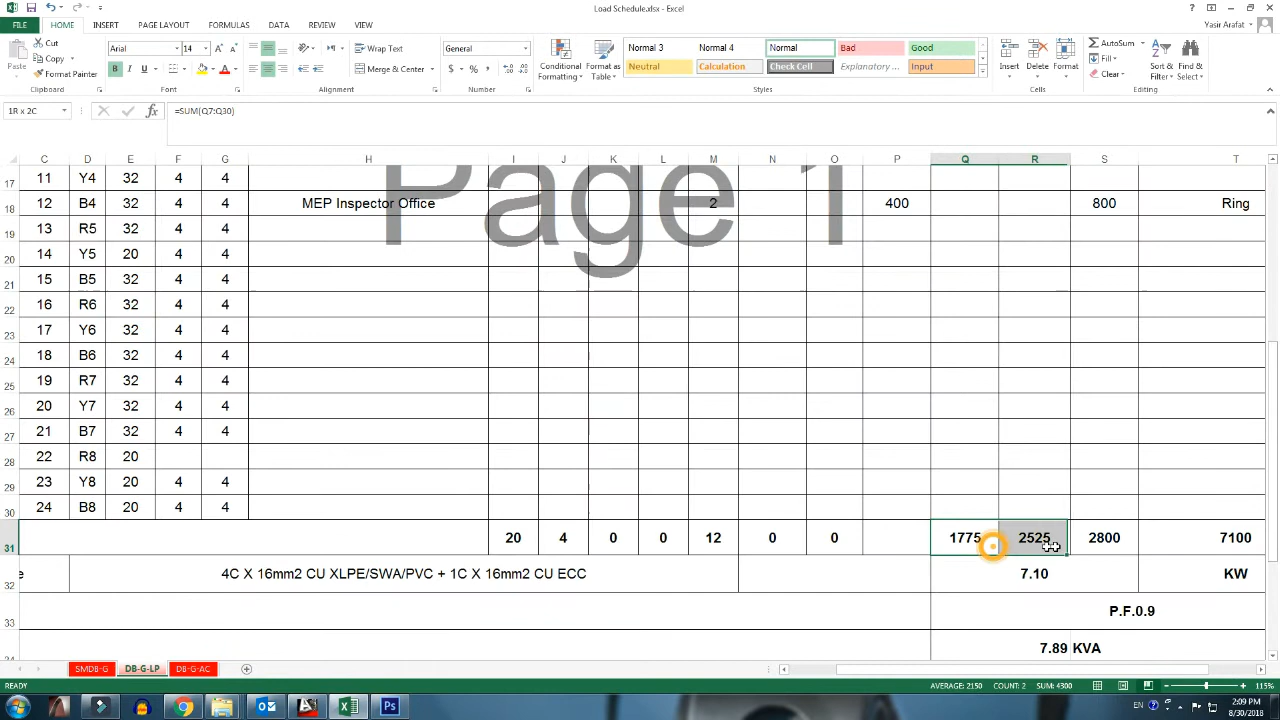 Load Schedule.xlsx - Excel
FILE HOME INSERT PAGE LAYOUT FORMULAS DATA REVIEW VIEW Yasir Arafat
Cut Arial 14 Wrap Text General Normal 3 Normal 4 Normal Bad Good AutoSum
Copy Fill
Paste Format Painter B I U Merge & Center $ % Conditional Formatting Format as Table Neutral Calculation Check Cell Explanatory ... Input Insert Delete Format Clear Sort & Filter Find & Select
Clipboard Font Alignment Number Styles Cells Editing
1R x 2C fx =SUM(Q7:Q30)
C D E F G H I J K L M N O P Q R S T
Page 1
17 11 Y4 32 4 4
18 12 B4 32 4 4 MEP Inspector Office 2 400 800 Ring
19 13 R5 32 4 4
20 14 Y5 20 4 4
21 15 B5 32 4 4
22 16 R6 32 4 4
23 17 Y6 32 4 4
24 18 B6 32 4 4
25 19 R7 32 4 4
26 20 Y7 32 4 4
27 21 B7 32 4 4
28 22 R8 20
29 23 Y8 20 4 4
30 24 B8 20 4 4
31 20 4 0 0 12 0 0 1775 2525 2800 7100
32 e 4C X 16mm2 CU XLPE/SWA/PVC + 1C X 16mm2 CU ECC 7.10 KW
33 P.F.0.9
7.89 KVA
SMDB-G DB-G-LP DB-G-AC
READY AVERAGE: 2150 COUNT: 2 SUM: 4300 115%
EN 2:09 PM
8/30/2018